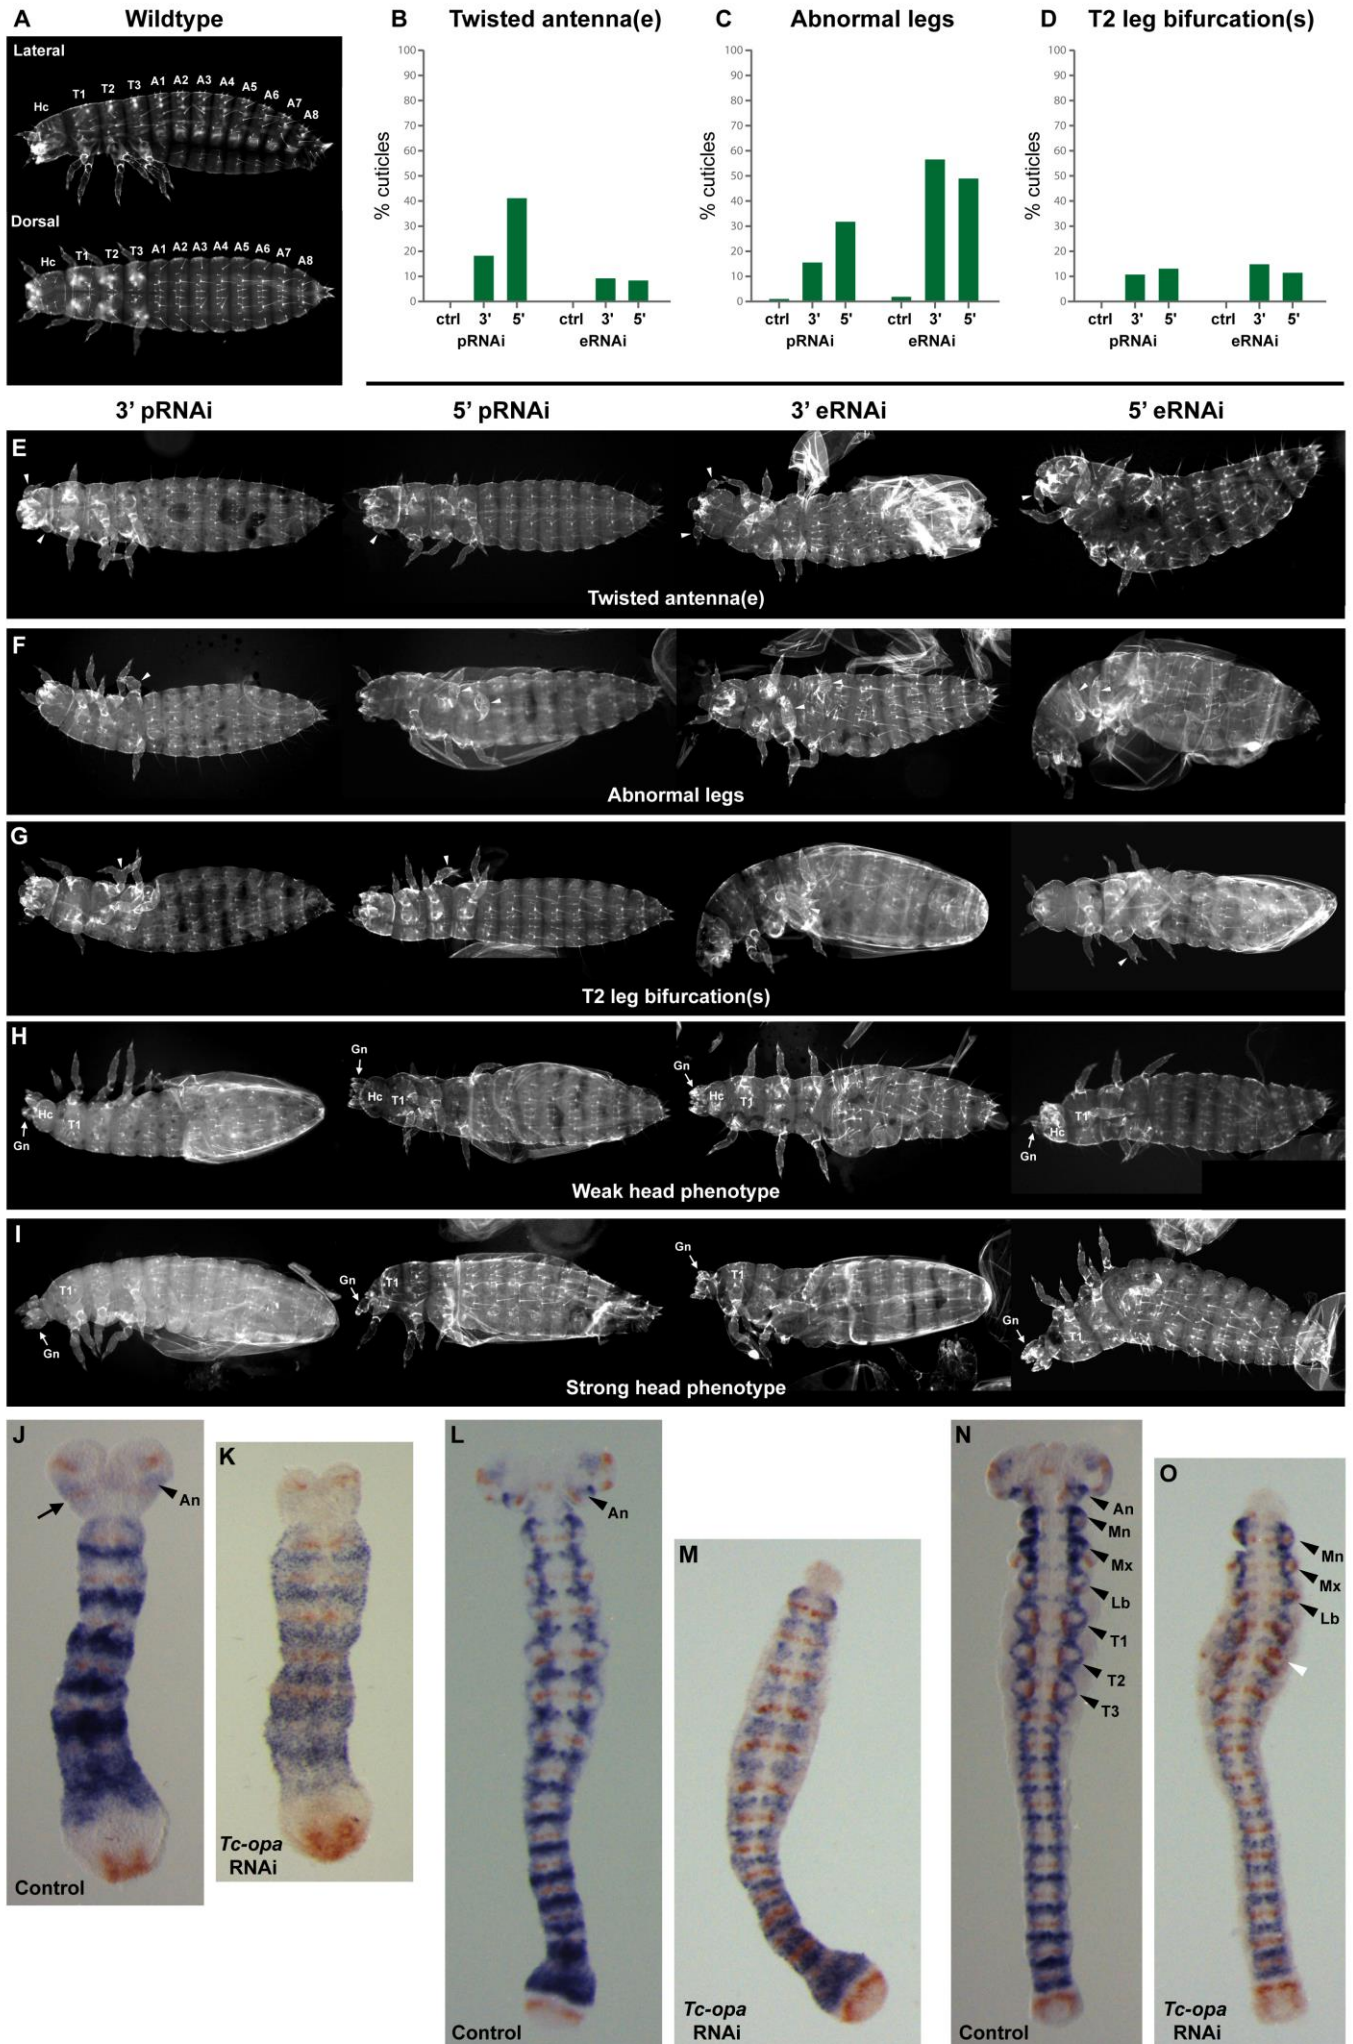 A Wildtype
Lateral
Hc T1 T2 T3 A1 A2 A3 A4 A5 A6 A7 A8
Dorsal
Hc T1 T2 T3 A1 A2 A3 A4 A5 A6 A7 A8
B Twisted antenna(e)
% cuticles
100
90
80
70
60
50
40
30
20
10
0
ctrl 3' 5' ctrl 3' 5'
pRNAi eRNAi
C Abnormal legs
% cuticles
100
90
80
70
60
50
40
30
20
10
0
ctrl 3' 5' ctrl 3' 5'
pRNAi eRNAi
D T2 leg bifurcation(s)
% cuticles
100
90
80
70
60
50
40
30
20
10
0
ctrl 3' 5' ctrl 3' 5'
pRNAi eRNAi
3’ pRNAi 5’ pRNAi 3’ eRNAi 5’ eRNAi
E
Twisted antenna(e)
F
Abnormal legs
G
T2 leg bifurcation(s)
H
Gn Hc T1
Gn Hc T1
Gn Hc T1
Gn Hc T1
Weak head phenotype
I
T1 Gn
Gn T1
Gn T1
Gn T1
Strong head phenotype
J
An
Control
K
Tc-opa
RNAi
L
An
Control
M
Tc-opa
RNAi
N
An
Mn
Mx
Lb
T1
T2
T3
Control
O
Mn
Mx
Lb
Tc-opa
RNAi